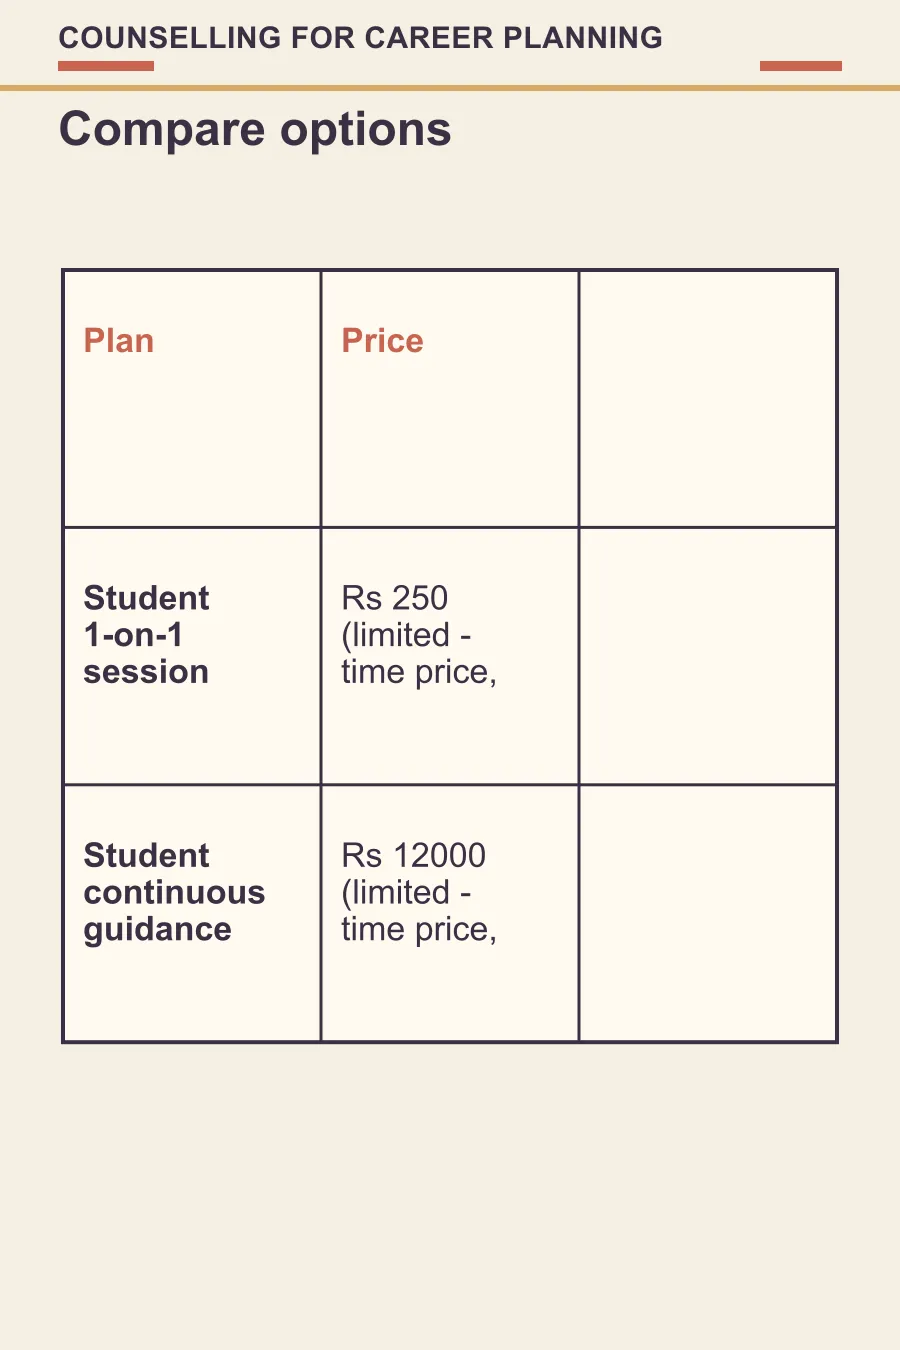 COUNSELLING FOR CAREER PLANNING
Compare options
Plan
Price
Student
1-on-1
session
Rs 250
(limited -
time price,
Student
continuous
guidance
Rs 12000
(limited -
time price,